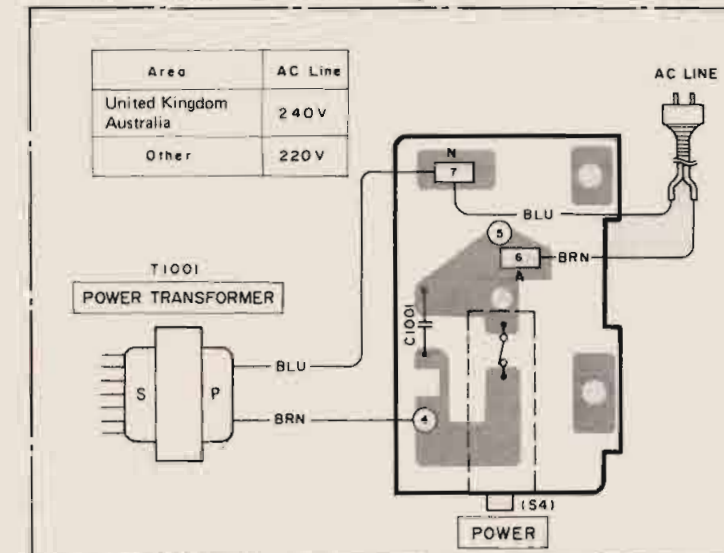 Area AC Line
United Kingdom
Australia 240V
Other 220V
AC LINE
N
7
BLU
5
6
BRN
A
T1001
POWER TRANSFORMER
C1001
S P
BLU
BRN
4
(S4)
POWER